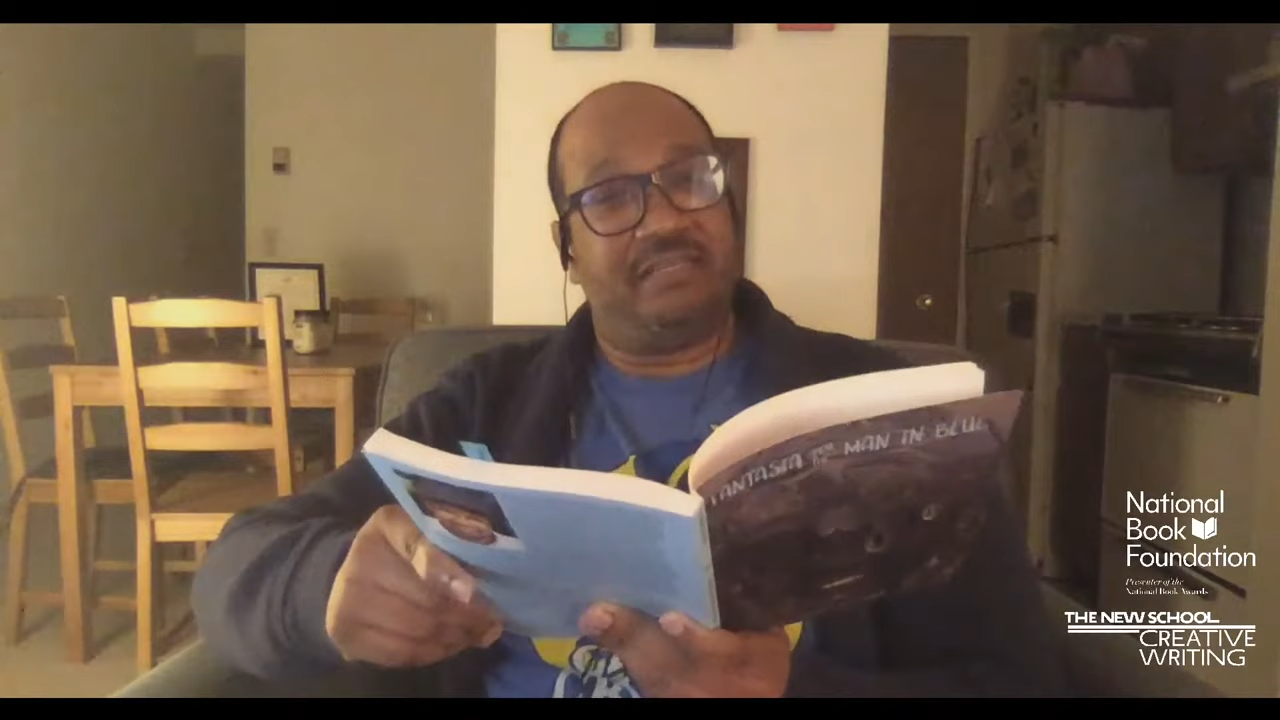 FANTASIA FOR THE MAN IN BLUE
National
Book
Foundation
Presenter of the
National Book Awards
THE NEW SCHOOL
CREATIVE
WRITING